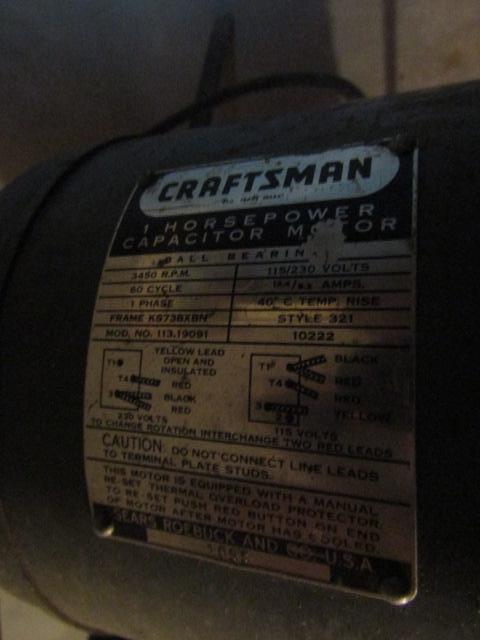 CRAFTSMAN
1 HORSEPOWER
CAPACITOR MOTOR
BALL BEARING
3450 R.P.M. 115/230 VOLTS
60 CYCLE AMPS.
1 PHASE 40° C TEMP. RISE
FRAME STYLE 321
MOD. NO. 113.19091 10222
T1
T4 RED
3 BLACK
RED
YELLOW LEAD
OPEN AND
INSULATED
230 VOLTS
T1 BLACK
T4 RED
3 RED
2 YELLOW
115 VOLTS
TO CHANGE ROTATION INTERCHANGE TWO RED LEADS
CAUTION: DO NOT CONNECT LINE LEADS
TO TERMINAL PLATE STUDS.
THIS MOTOR IS EQUIPPED WITH A MANUAL
RE-SET THERMAL OVERLOAD PROTECTOR.
TO RE-SET PUSH RED BUTTON ON END
OF MOTOR AFTER MOTOR HAS COOLED.
SEARS ROEBUCK AND CO. U.S.A